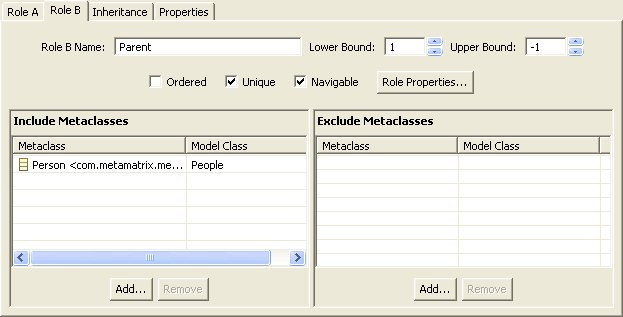 Role A Role B Inheritance Properties
Role B Name: Parent Lower Bound: 1 Upper Bound: -1
Ordered Unique Navigable Role Properties...
Include Metaclasses Exclude Metaclasses
Metaclass Model Class Metaclass Model Class
Person <com.metamatrix.me... People
Add... Remove Add... Remove